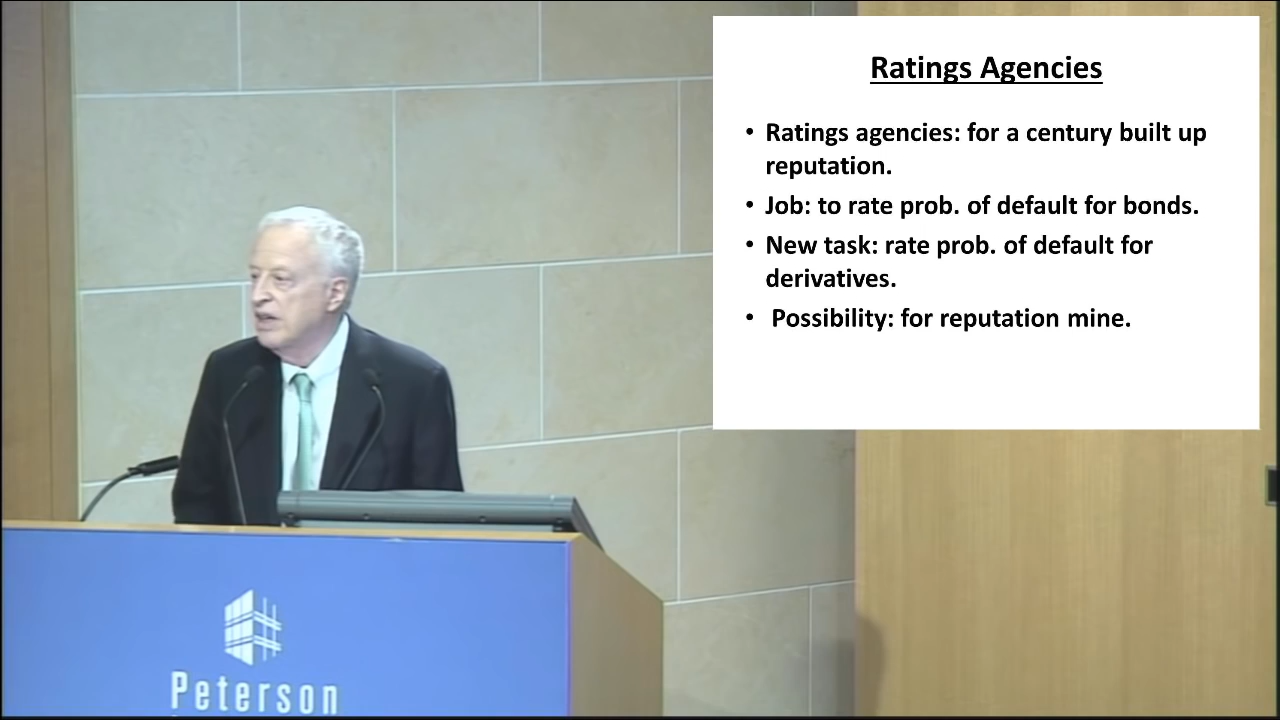 Ratings Agencies
• Ratings agencies: for a century built up
reputation.
• Job: to rate prob. of default for bonds.
• New task: rate prob. of default for
derivatives.
• Possibility: for reputation mine.
Peterson